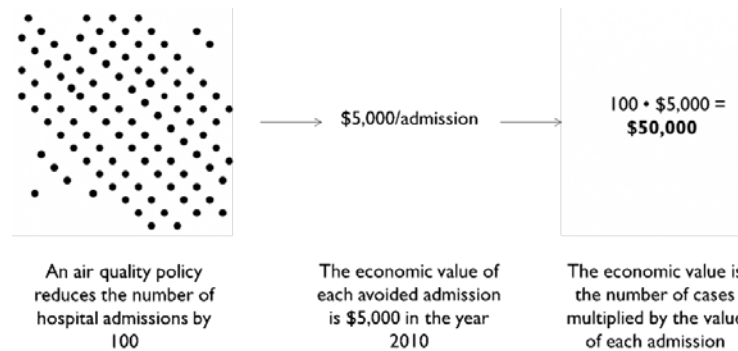 $5,000/admission
100 • $5,000 =
$50,000
An air quality policy
reduces the number of
hospital admissions by
100
The economic value of
each avoided admission
is $5,000 in the year
2010
The economic value is
the number of cases
multiplied by the value
of each admission